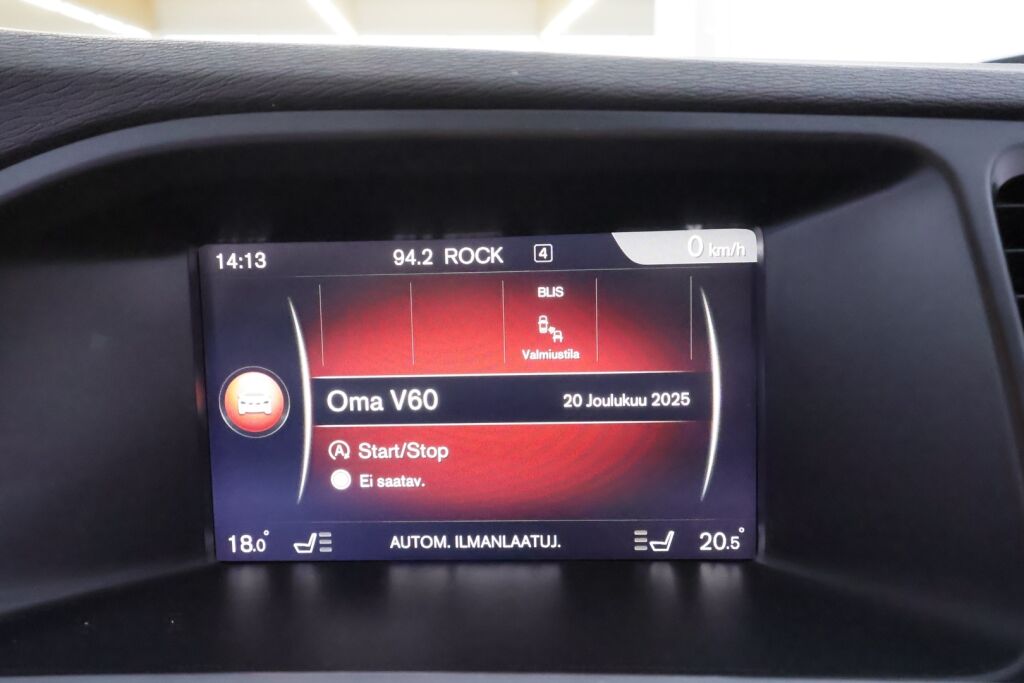 14:13 94.2 ROCK 4 0 km/h
BLIS
Valmiustila
Oma V60 20 Joulukuu 2025
A Start/Stop
Ei saatav.
18.0° AUTOM. ILMANLAATUJ. 20.5°